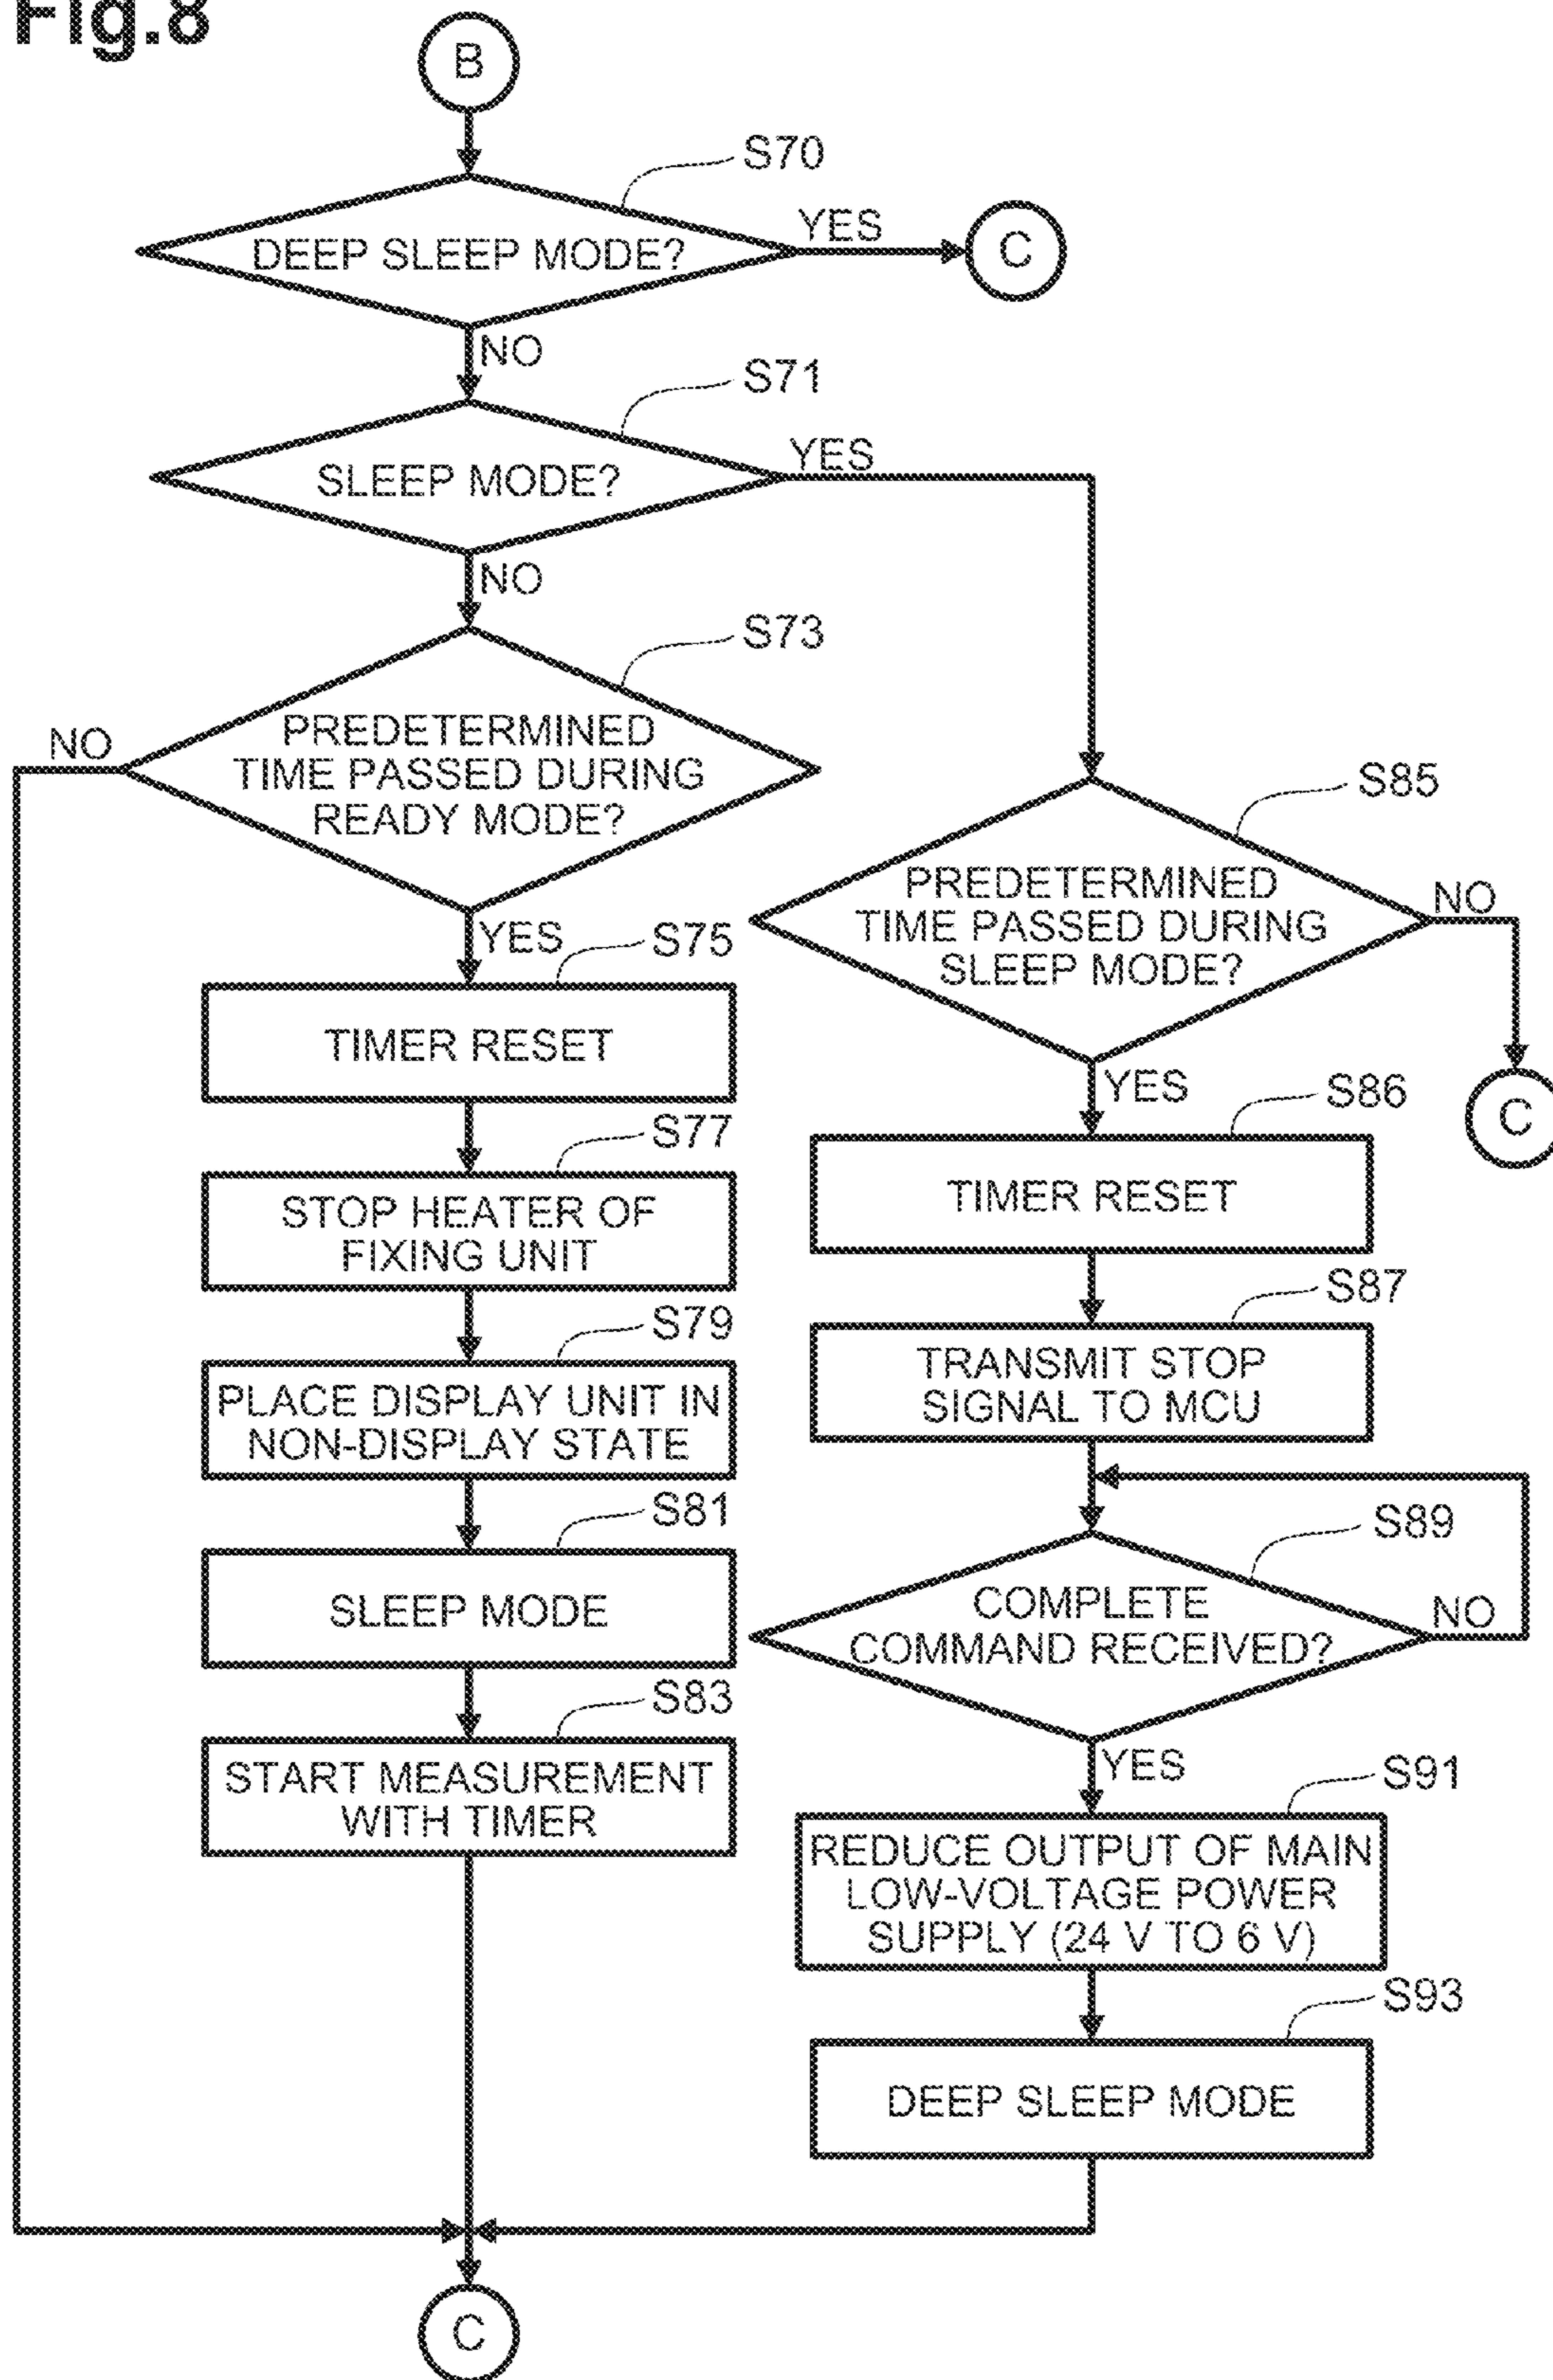 Fig.8
B
S70
DEEP SLEEP MODE?
YES
C
NO
S71
SLEEP MODE?
YES
NO
S73
PREDETERMINED
TIME PASSED DURING
READY MODE?
NO
YES
S75
TIMER RESET
S77
STOP HEATER OF
FIXING UNIT
S79
PLACE DISPLAY UNIT IN
NON-DISPLAY STATE
S81
SLEEP MODE
S83
START MEASUREMENT
WITH TIMER
S85
PREDETERMINED
TIME PASSED DURING
SLEEP MODE?
NO
C
YES
S86
TIMER RESET
S87
TRANSMIT STOP
SIGNAL TO MCU
S89
COMPLETE
COMMAND RECEIVED?
NO
YES
S91
REDUCE OUTPUT OF MAIN
LOW-VOLTAGE POWER
SUPPLY (24 V TO 6 V)
S93
DEEP SLEEP MODE
C